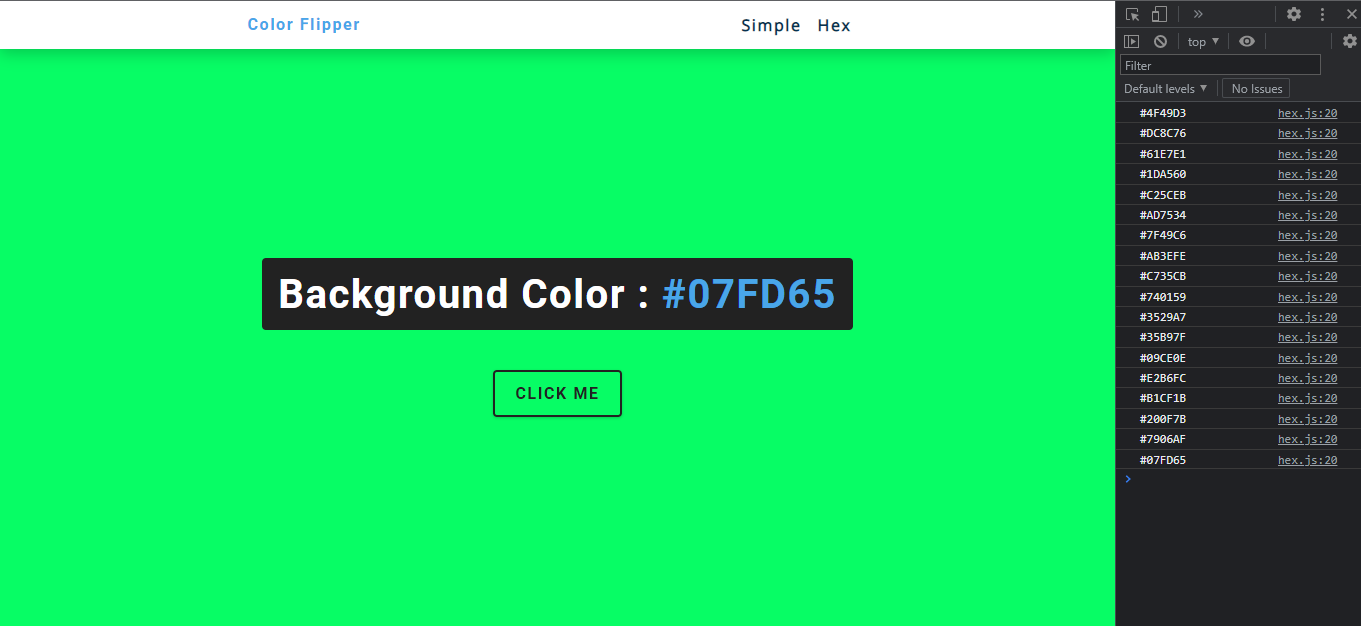 Color Flipper
Simple Hex
Background Color : #07FD65
CLICK ME
top ▼
Filter
Default levels ▼ No Issues
#4F49D3 hex.js:20
#DC8C76 hex.js:20
#61E7E1 hex.js:20
#1DA560 hex.js:20
#C25CEB hex.js:20
#AD7534 hex.js:20
#7F49C6 hex.js:20
#AB3EFE hex.js:20
#C735CB hex.js:20
#740159 hex.js:20
#3529A7 hex.js:20
#35B97F hex.js:20
#09CE0E hex.js:20
#E2B6FC hex.js:20
#B1CF1B hex.js:20
#200F7B hex.js:20
#7906AF hex.js:20
#07FD65 hex.js:20